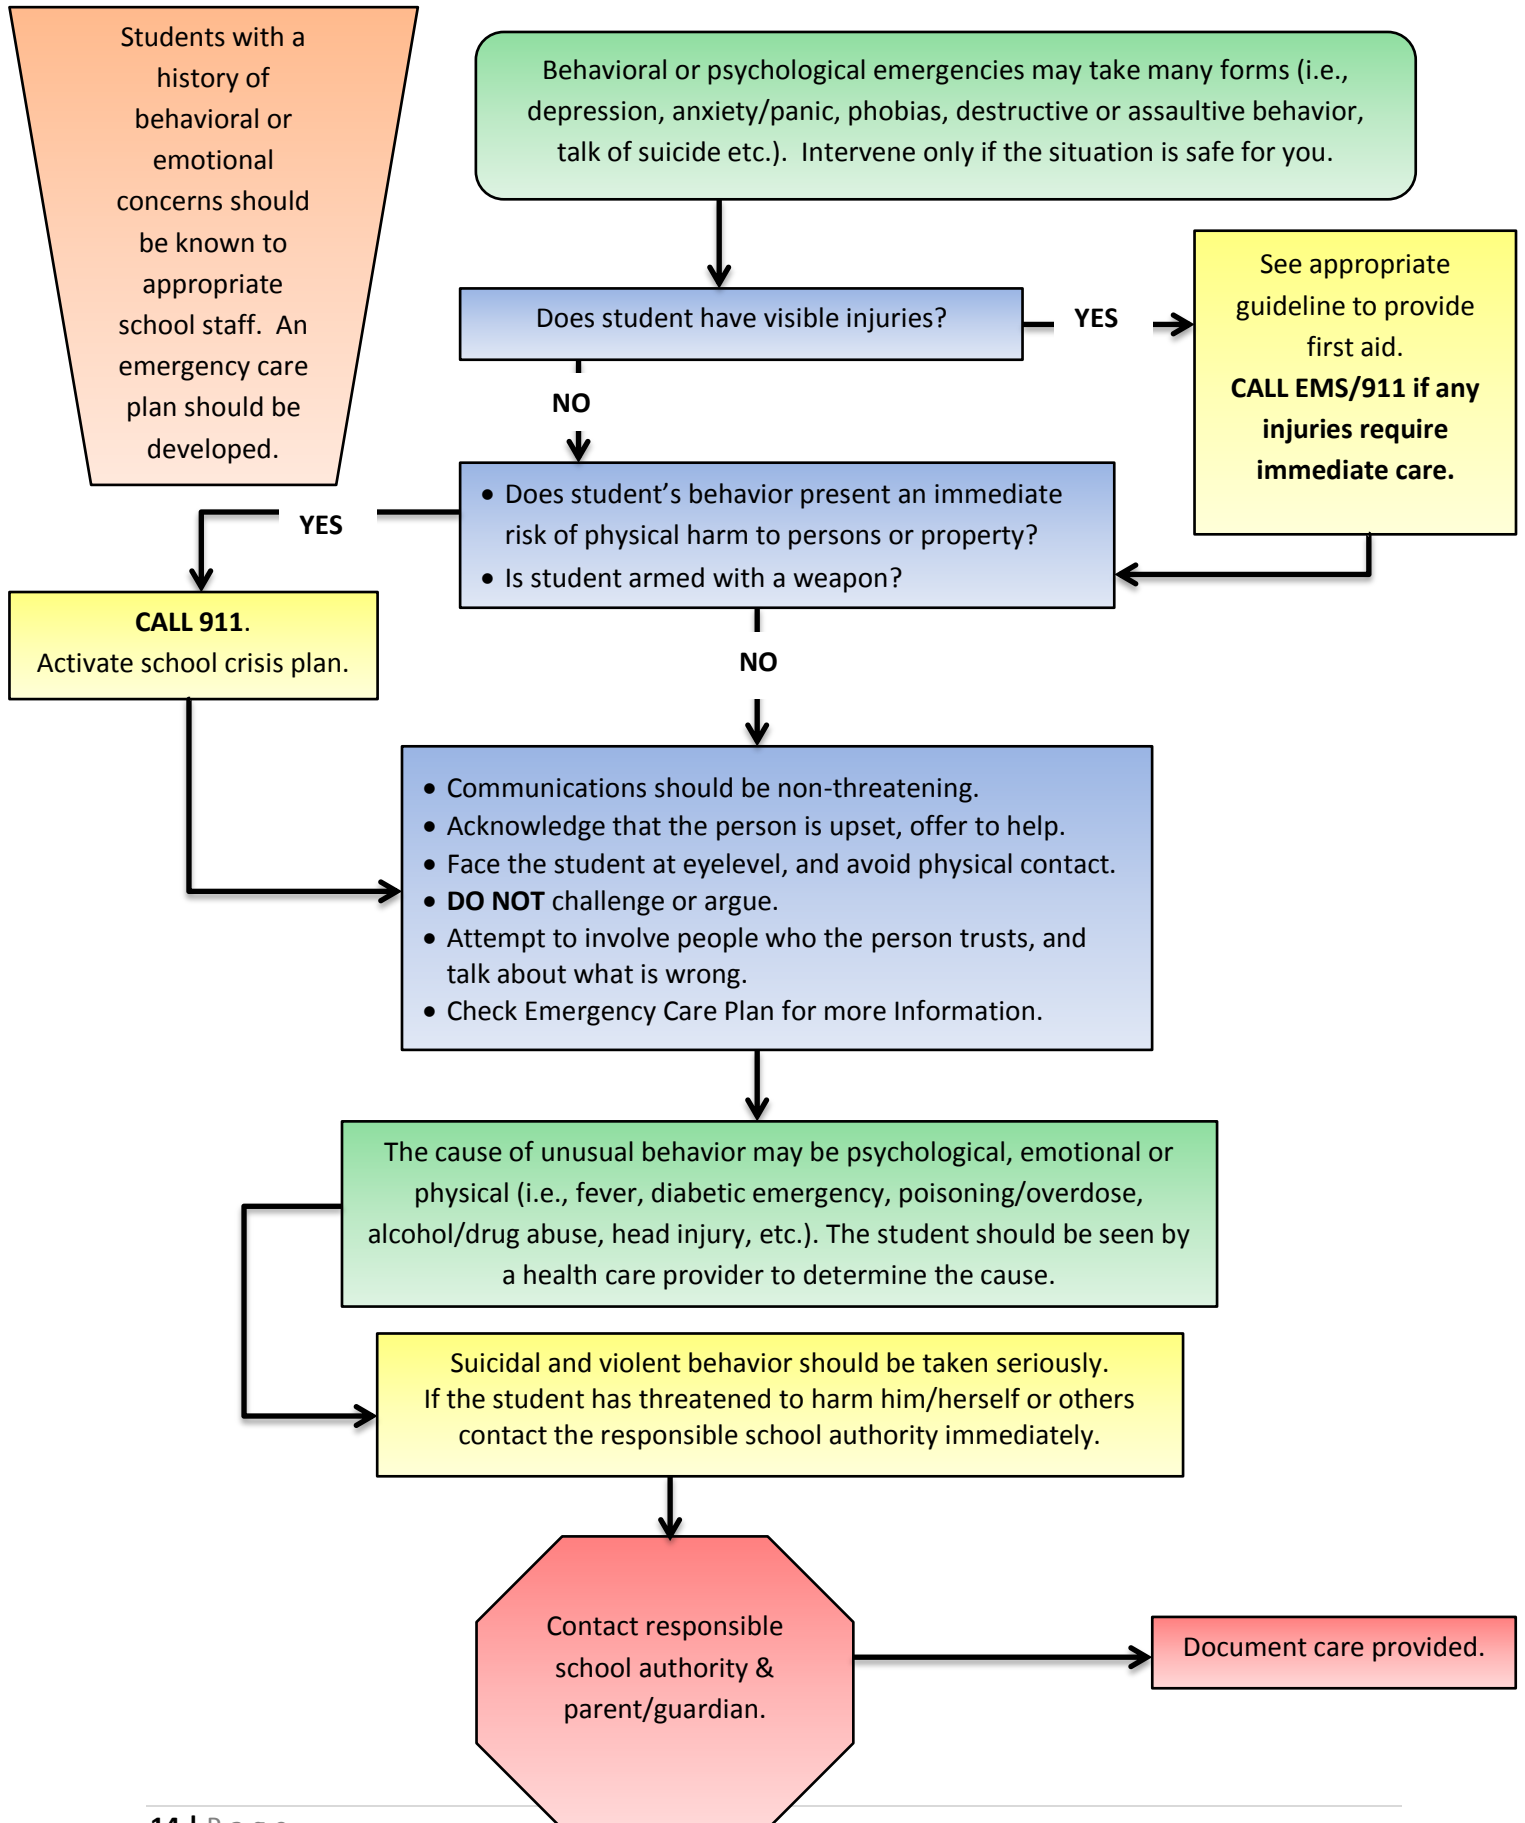 Students with a
history of
behavioral or
emotional
concerns should
be known to
appropriate
school staff.  An
emergency care
plan should be
developed.
Behavioral or psychological emergencies may take many forms (i.e.,
depression, anxiety/panic, phobias, destructive or assaultive behavior,
talk of suicide etc.).  Intervene only if the situation is safe for you.
Does student have visible injuries?
YES
See appropriate
guideline to provide
first aid.
CALL EMS/911 if any
injuries require
immediate care.
NO
• Does student’s behavior present an immediate
risk of physical harm to persons or property?
• Is student armed with a weapon?
YES
CALL 911.
Activate school crisis plan.
NO
• Communications should be non-threatening.
• Acknowledge that the person is upset, offer to help.
• Face the student at eyelevel, and avoid physical contact.
• DO NOT challenge or argue.
• Attempt to involve people who the person trusts, and
talk about what is wrong.
• Check Emergency Care Plan for more Information.
The cause of unusual behavior may be psychological, emotional or
physical (i.e., fever, diabetic emergency, poisoning/overdose,
alcohol/drug abuse, head injury, etc.). The student should be seen by
a health care provider to determine the cause.
Suicidal and violent behavior should be taken seriously.
If the student has threatened to harm him/herself or others
contact the responsible school authority immediately.
Contact responsible
school authority &
parent/guardian.
Document care provided.
14 | P a g e